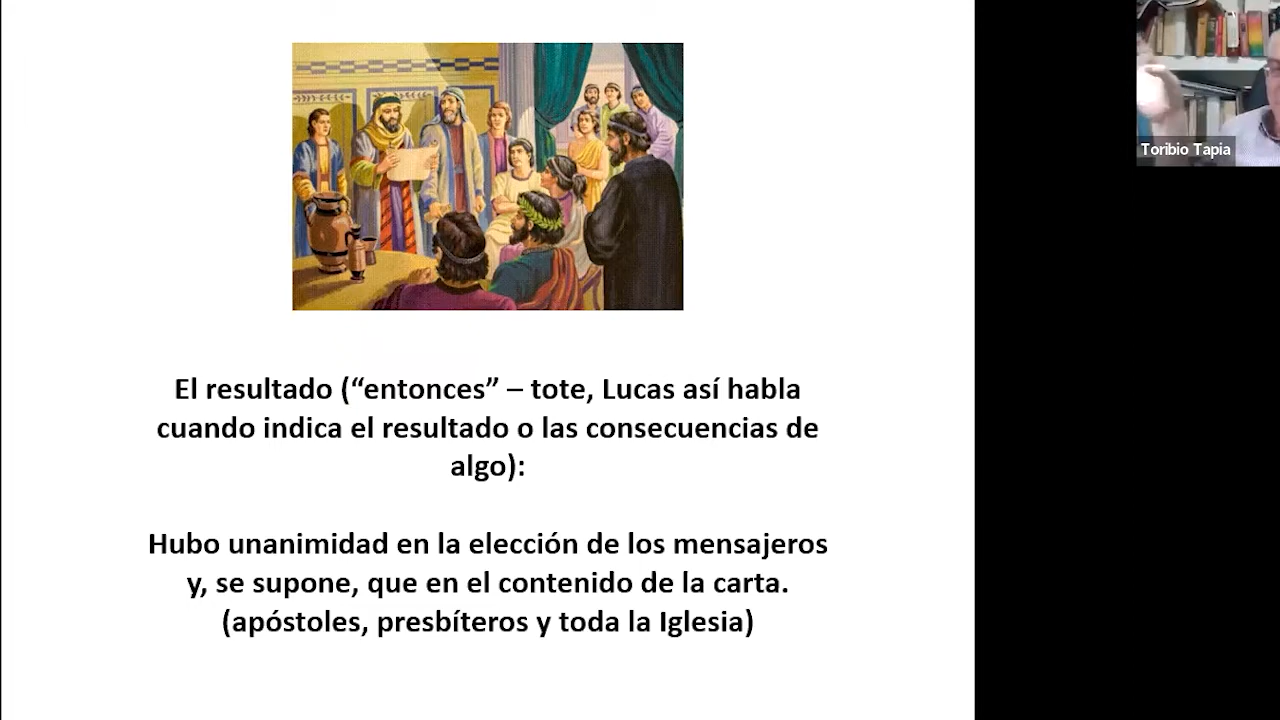 Toribio Tapia
El resultado (“entonces” – tote, Lucas así habla
cuando indica el resultado o las consecuencias de
algo):
Hubo unanimidad en la elección de los mensajeros
y, se supone, que en el contenido de la carta.
(apóstoles, presbíteros y toda la Iglesia)